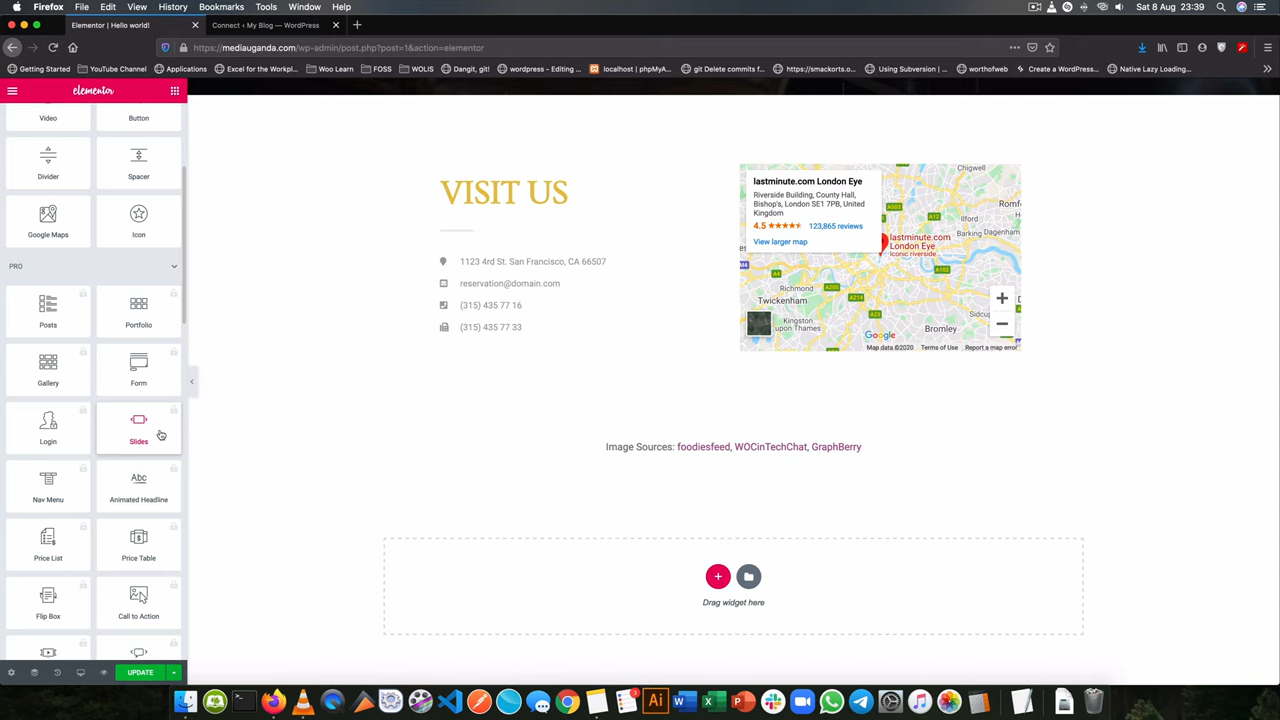 Firefox File Edit View History Bookmarks Tools Window Help
Sat 8 Aug 23:39
Elementor | Hello world!
Connect ‹ My Blog — WordPress
https://mediauganda.com/wp-admin/post.php?post=1&action=elementor
Getting Started
YouTube Channel
Applications
Excel for the Workpl...
Woo Learn
FOSS
WOLIS
Dangit, git!
wordpress - Editing ...
localhost | phpMyA...
git Delete commits f...
https://smackorts.o...
Using Subversion (...
worthofweb
Create a WordPress...
Native Lazy Loading...
elementor
Video
Button
Divider
Spacer
Google Maps
Icon
PRO
Posts
Portfolio
Gallery
Form
Login
Slides
Nav Menu
Abc
Animated Headline
Price List
Price Table
Flip Box
Call to Action
UPDATE
VISIT US
1123 4rd St. San Francisco, CA 66507
reservation@domain.com
(315) 435 77 16
(315) 435 77 33
lastminute.com London Eye
Riverside Building, County Hall,
Bishop's, London SE1 7PB, United
Kingdom
4.5
123,865 reviews
View larger map
Chigwell
Romf
Barking
Dagenham
lastminute.com
London Eye
Iconic riverside
Richmond
Twickenham
Kingston
upon Thames
Bromley
Sidcup
Google
Map data ©2020
Terms of Use
Report a map error
Image Sources: foodiesfeed, WOCinTechChat, GraphBerry
Drag widget here
Ai
3